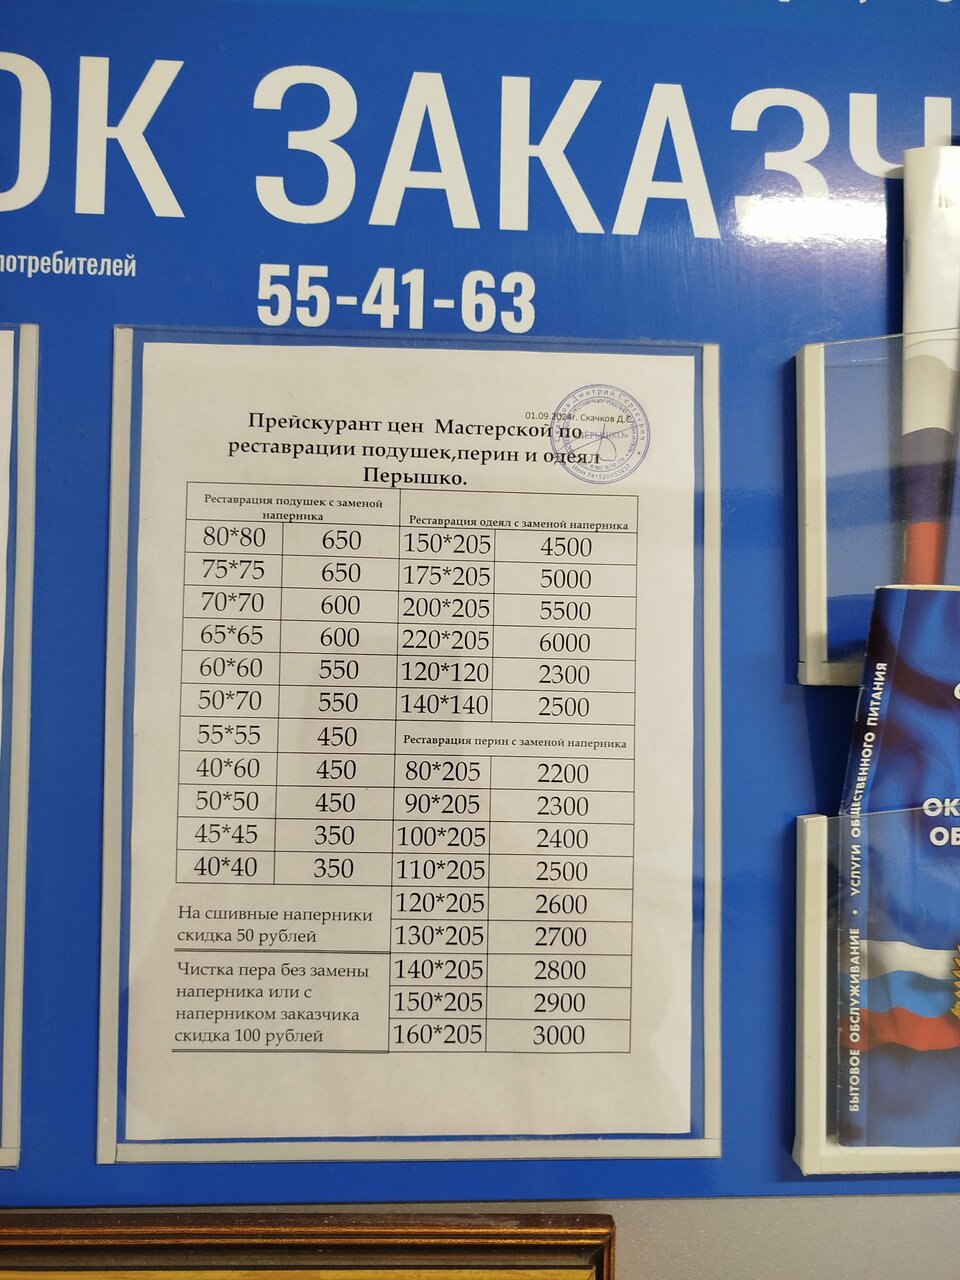 ОК ЗАКАЗЧ
потребителей
55-41-63
01.09.2024г. Скачков Д.С.
Прейскурант цен Мастерской по
реставрации подушек,перин и одеял
Перышко.
Реставрация подушек с заменой
наперника
Реставрация одеял с заменой наперника
80*80 650 150*205 4500
75*75 650 175*205 5000
70*70 600 200*205 5500
65*65 600 220*205 6000
60*60 550 120*120 2300
50*70 550 140*140 2500
55*55 450 Реставрация перин с заменой наперника
40*60 450 80*205 2200
50*50 450 90*205 2300
45*45 350 100*205 2400
40*40 350 110*205 2500
120*205 2600
130*205 2700
140*205 2800
150*205 2900
160*205 3000
На сшивные наперники
скидка 50 рублей
Чистка пера без замены
наперника или с
наперником заказчика
скидка 100 рублей
БЫТОВОЕ ОБСЛУЖИВАНИЕ • УСЛУГИ ОБЩЕСТВЕННОГО ПИТАНИЯ
ОК
ОБ